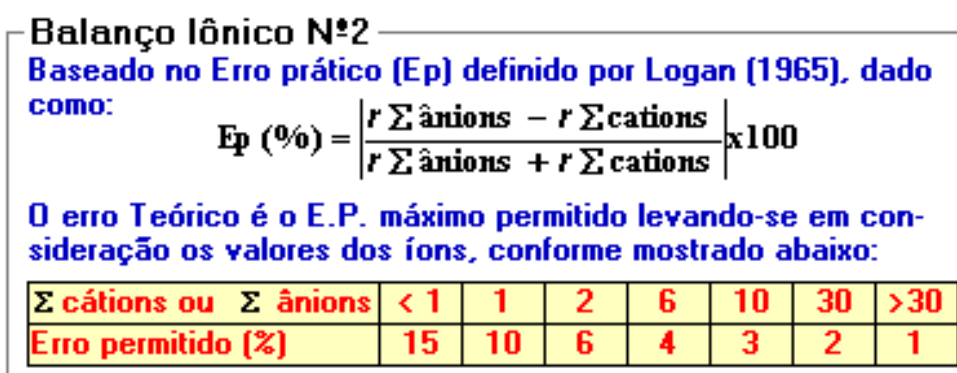 Balanço Iônico Nº2
Baseado no Erro prático (Ep) definido por Logan (1965), dado
como:
Ep (%) = |r Σ ânions − r Σ cations / r Σ ânions + r Σ cations| x100
O erro Teórico é o E.P. máximo permitido levando-se em con-
sideração os valores dos íons, conforme mostrado abaixo:
Σ cátions ou Σ ânions < 1 1 2 6 10 30 >30
Erro permitido (%) 15 10 6 4 3 2 1